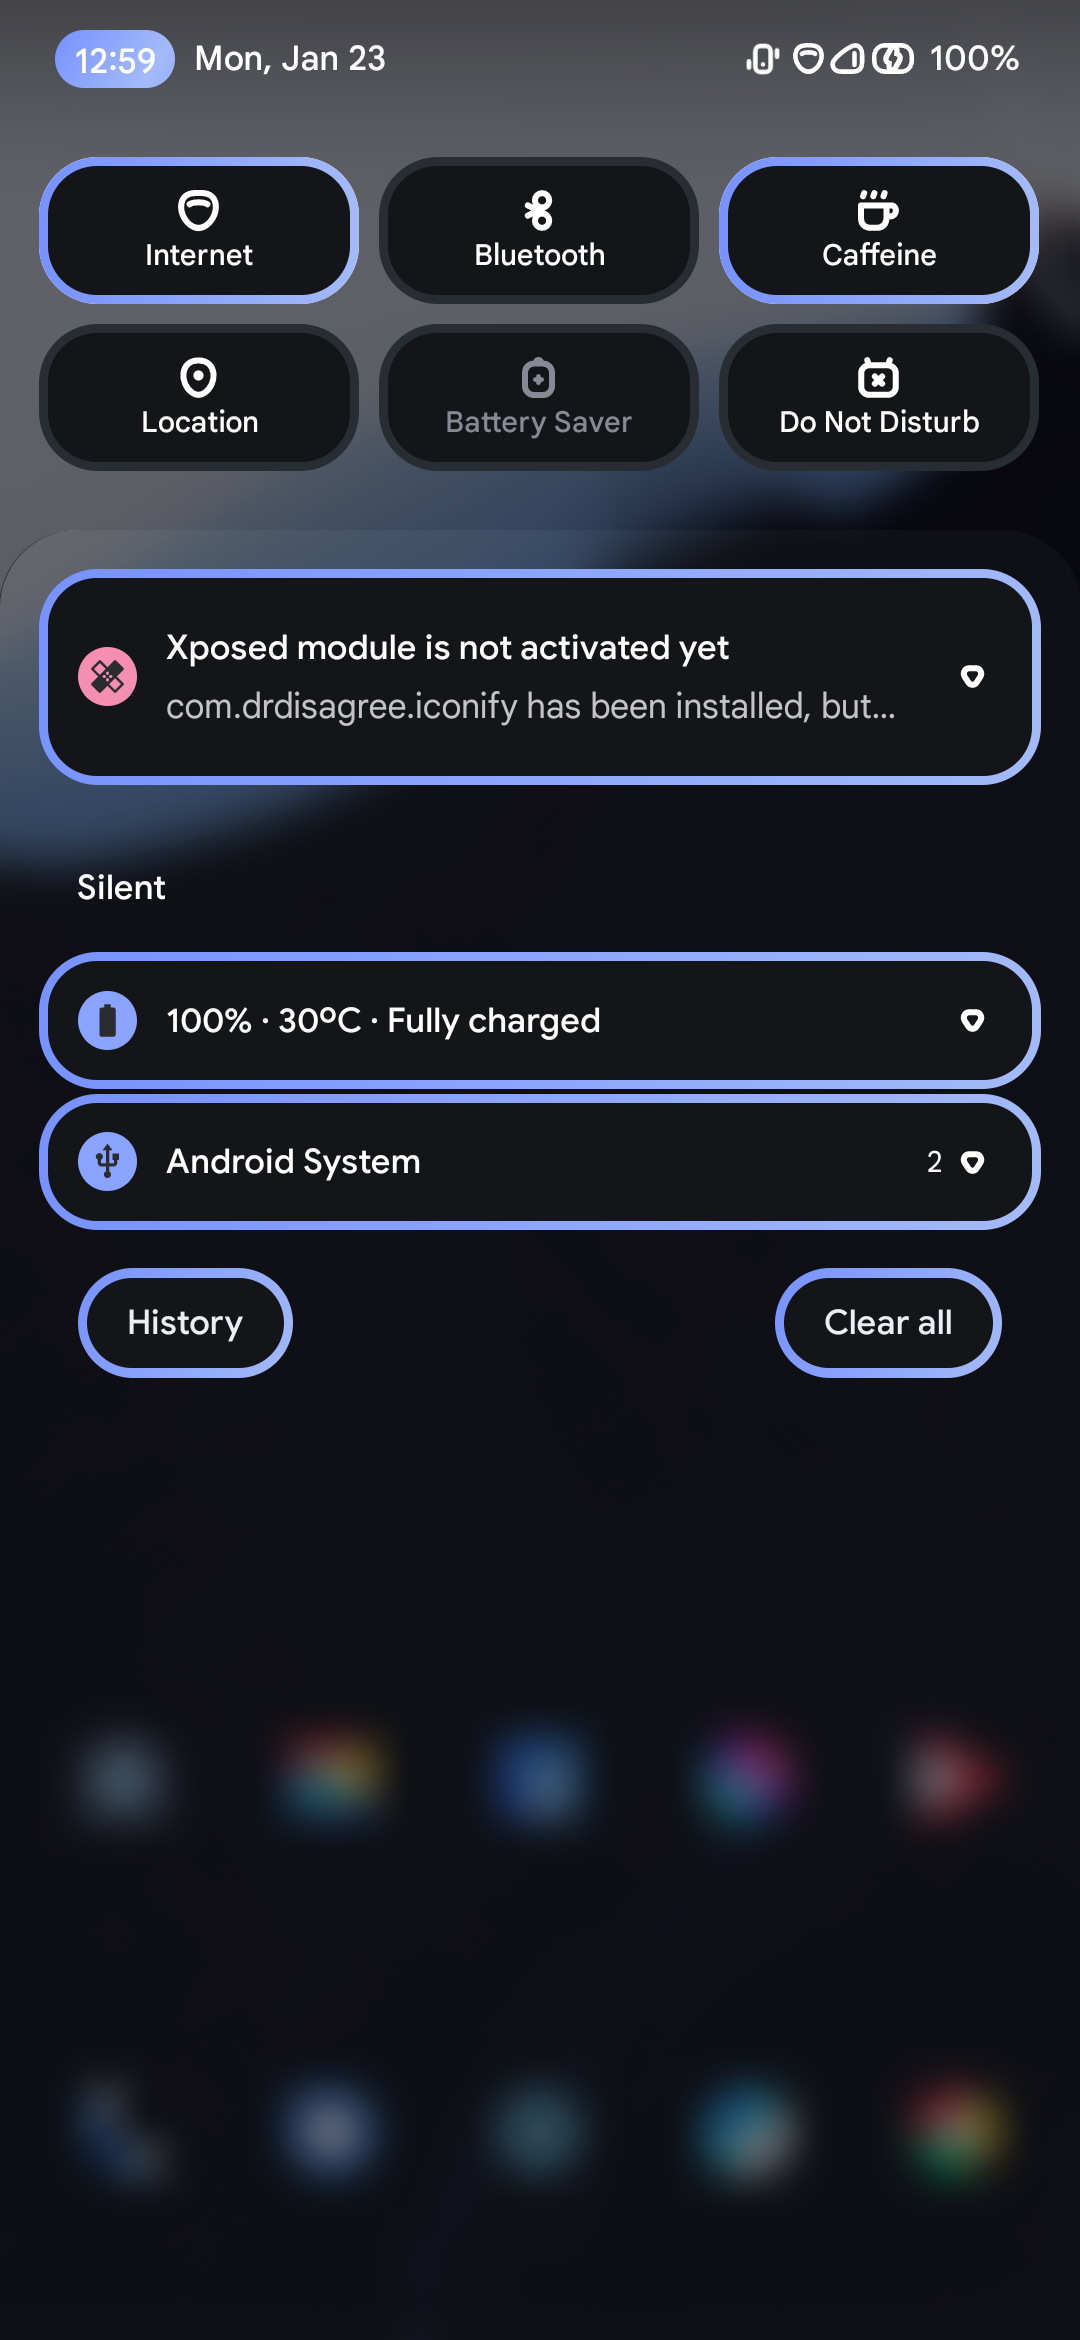 12:59 Mon, Jan 23 100%
Internet Bluetooth Caffeine
Location Battery Saver Do Not Disturb
Xposed module is not activated yet
com.drdisagree.iconify has been installed, but...
Silent
100% · 30ºC · Fully charged
Android System 2
History Clear all